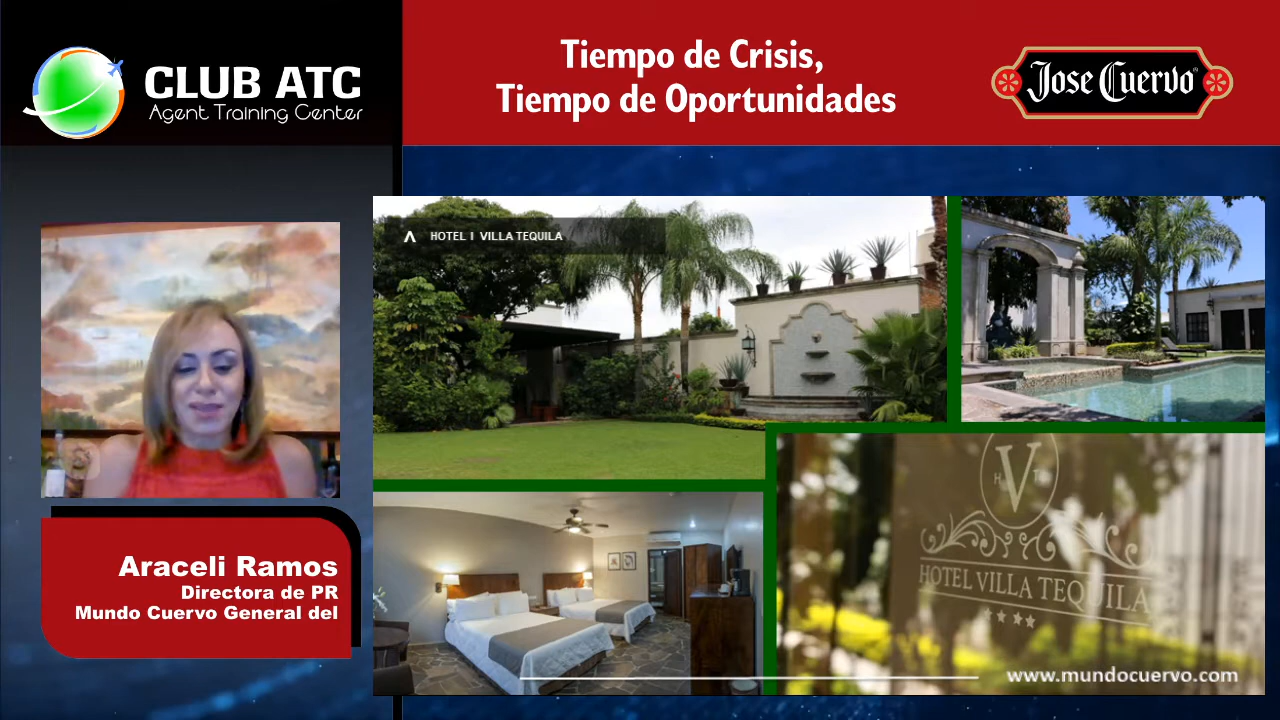 CLUB ATC
Agent Training Center
Tiempo de Crisis,
Tiempo de Oportunidades
Jose Cuervo®
HOTEL I VILLA TEQUILA
Araceli Ramos
Directora de PR
Mundo Cuervo General del
H V T
HOTEL VILLA TEQUILA
www.mundocuervo.com